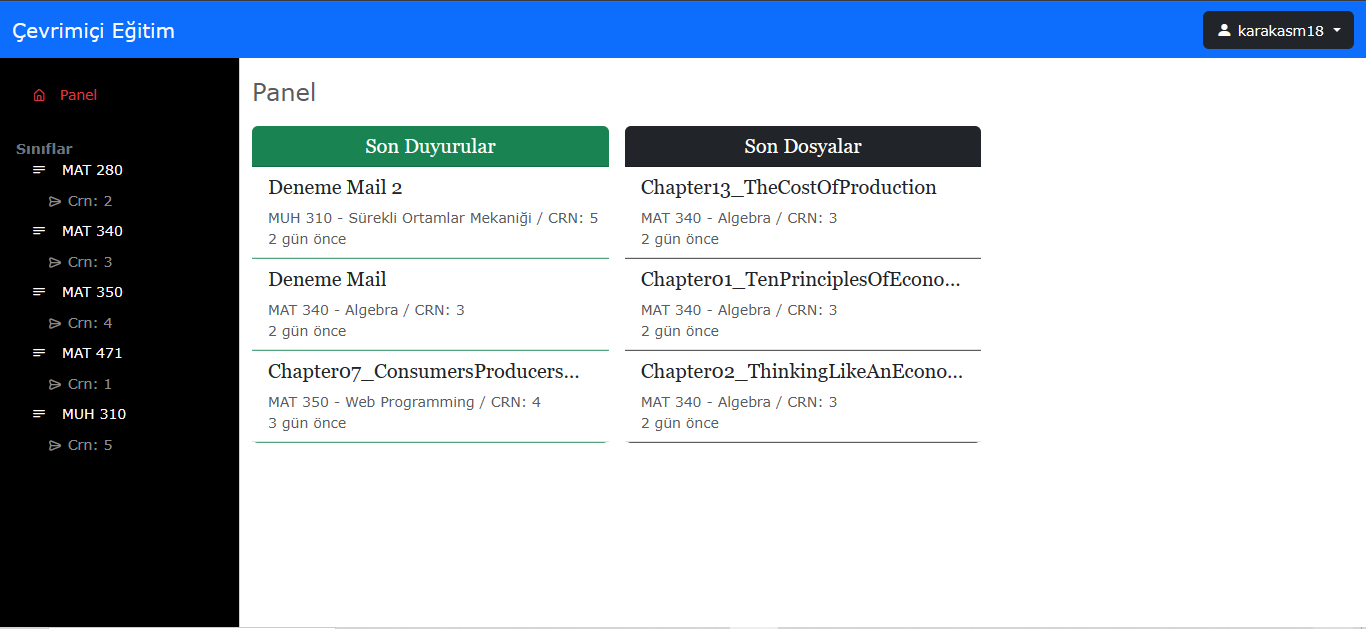 Çevrimiçi Eğitim
karakasm18
Panel
Sınıflar
MAT 280
Crn: 2
MAT 340
Crn: 3
MAT 350
Crn: 4
MAT 471
Crn: 1
MUH 310
Crn: 5
Panel
Son Duyurular
Deneme Mail 2
MUH 310 - Sürekli Ortamlar Mekaniği / CRN: 5
2 gün önce
Deneme Mail
MAT 340 - Algebra / CRN: 3
2 gün önce
Chapter07_ConsumersProducers...
MAT 350 - Web Programming / CRN: 4
3 gün önce
Son Dosyalar
Chapter13_TheCostOfProduction
MAT 340 - Algebra / CRN: 3
2 gün önce
Chapter01_TenPrinciplesOfEcono...
MAT 340 - Algebra / CRN: 3
2 gün önce
Chapter02_ThinkingLikeAnEcono...
MAT 340 - Algebra / CRN: 3
2 gün önce